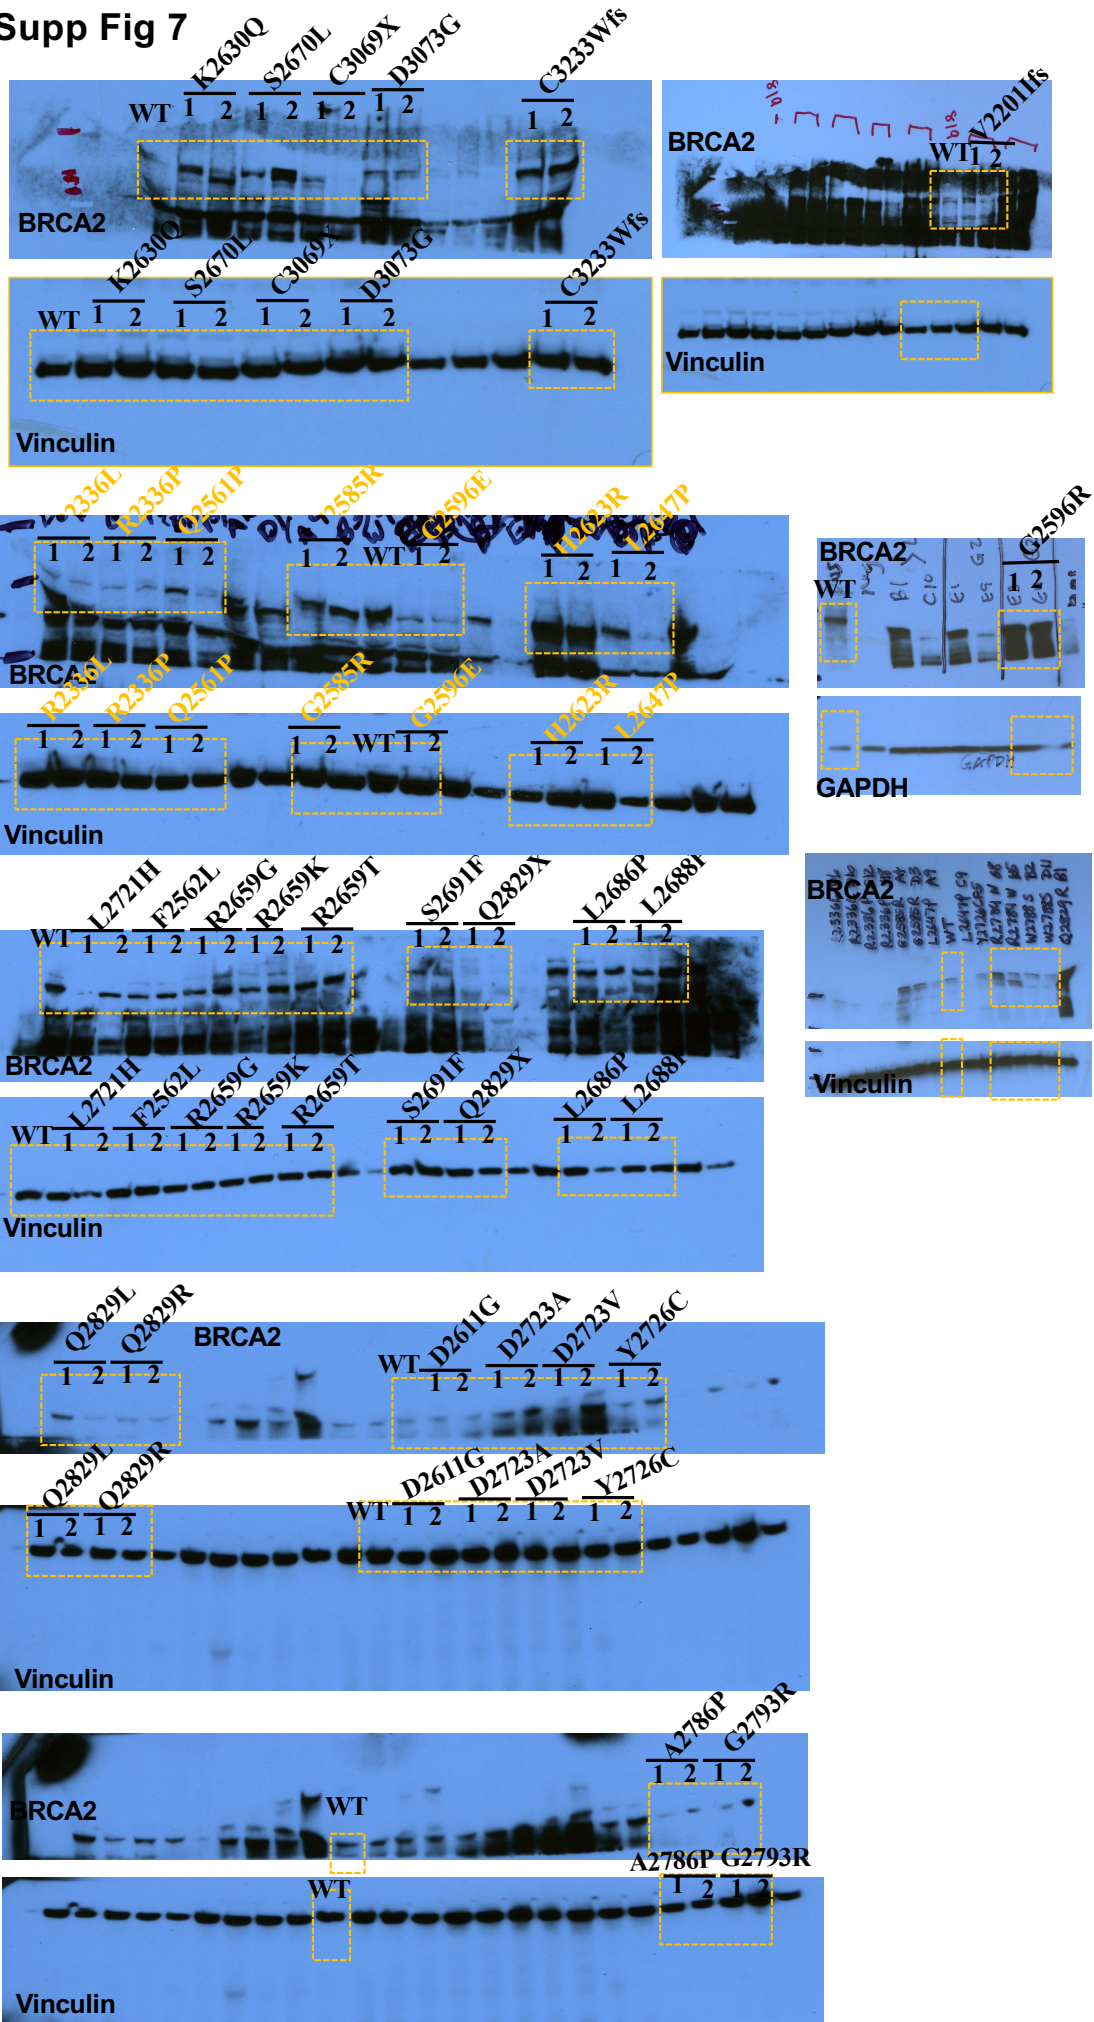 Supp Fig 7
K2630Q S2670L C3069X D3073G C3233Wfs
WT 1 2 1 2 1 2 1 2 1 2
BRCA2
V2201Ifs
BRCA2
WT 1 2
K2630Q S2670L C3069X D3073G C3233Wfs
WT 1 2 1 2 1 2 1 2 1 2
Vinculin
Vinculin
R2336P Q2561P G2596E H2623R L2647P
1 2 1 2 1 2 1 2 WT 1 2 1 2 1 2
BRCA2
G2596R
BRCA2
WT 1 2
B1 C10 E1 E9
R2336L R2336P Q2561P G2585R G2596E H2623R L2647P
1 2 1 2 1 2 1 2 WT 1 2 1 2 1 2
Vinculin
GAPDH
GAPDH
L2721H F2562L R2659G R2659K R2659T S2691F Q2829X L2686P L2688P
WT 1 2 1 2 1 2 1 2 1 2 1 2 1 2 1 2 1 2
BRCA2
BRCA2
WT
Vinculin
L2721H F2562L R2659G R2659K R2659T S2691F Q2829X L2686P L2688P
WT 1 2 1 2 1 2 1 2 1 2 1 2 1 2 1 2 1 2
Vinculin
Q2829L Q2829R D2611G D2723A D2723V Y2726C
BRCA2
1 2 1 2 WT 1 2 1 2 1 2 1 2
Q2829L Q2829R D2611G D2723A D2723V Y2726C
1 2 1 2 WT 1 2 1 2 1 2 1 2
Vinculin
A2786P G2793R
1 2 1 2
BRCA2
WT
A2786P G2793R
WT 1 2 1 2
Vinculin